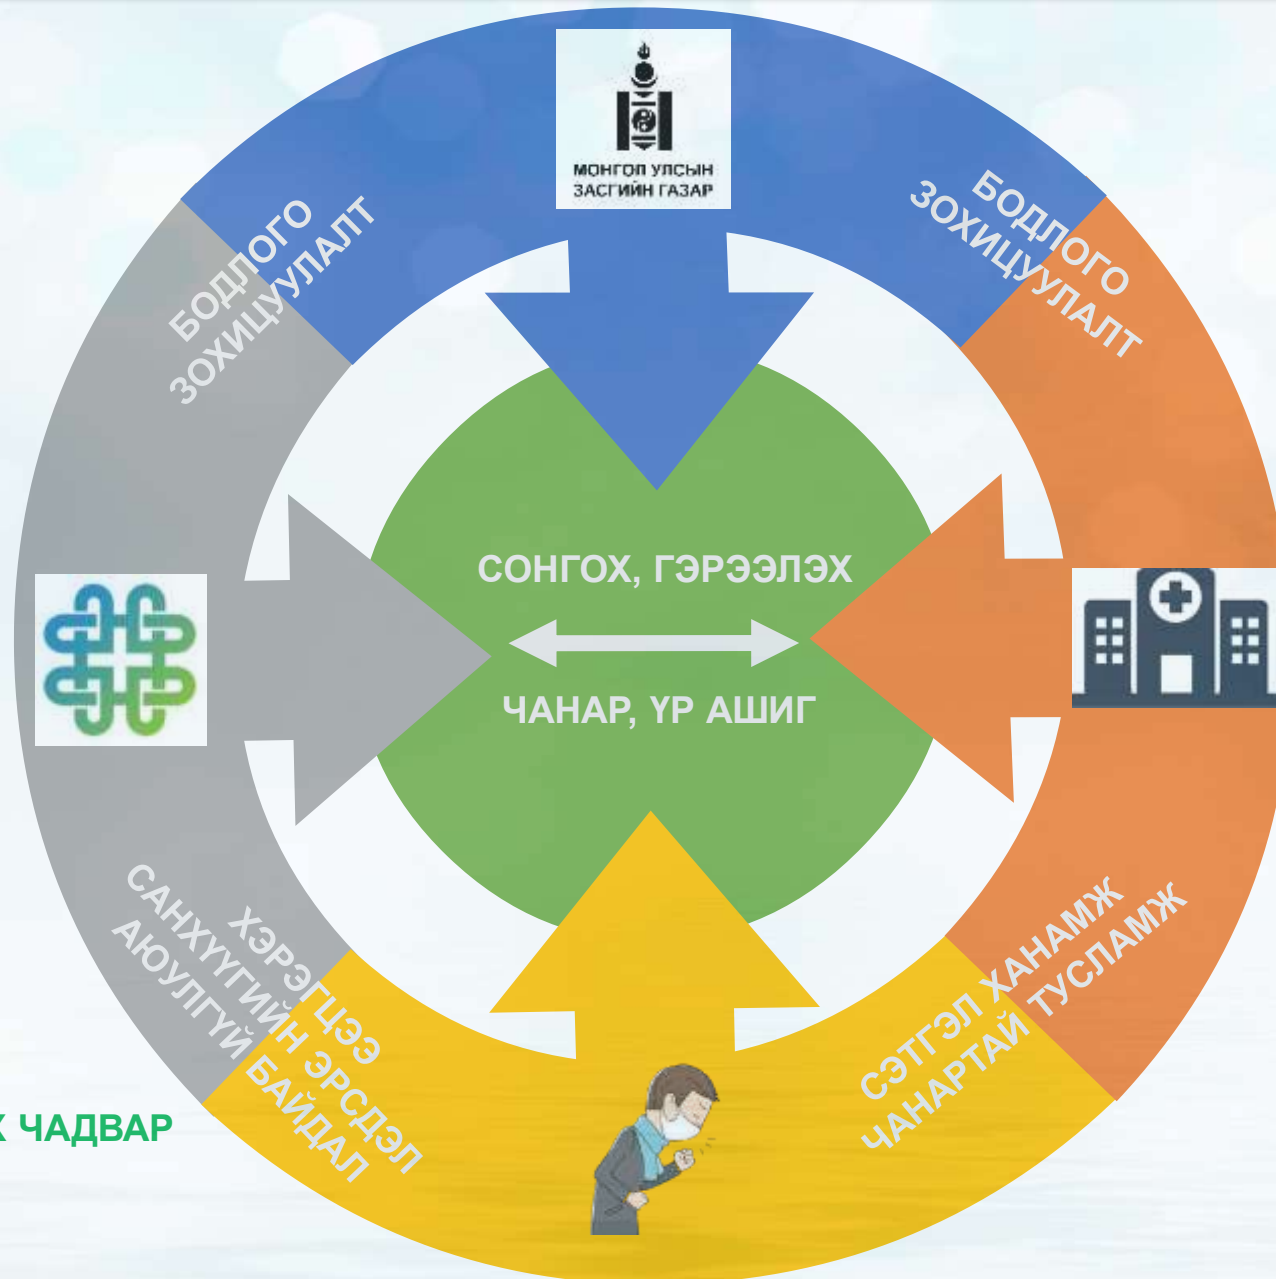 МОНГОЛ УЛСЫН
ЗАСГИЙН ГАЗАР
БОДЛОГО
ЗОХИЦУУЛАЛТ
БОДЛОГО
ЗОХИЦУУЛАЛТ
СОНГОХ, ГЭРЭЭЛЭХ
ЧАНАР, ҮР АШИГ
ХЭРЭГЦЭЭ
САНХҮҮГИЙН ЭРСДЭЛ
АЮУЛГҮЙ БАЙДАЛ
СЭТГЭЛ ХАНАМЖ
ЧАНАРТАЙ ТУСЛАМЖ
ЧАДВАР